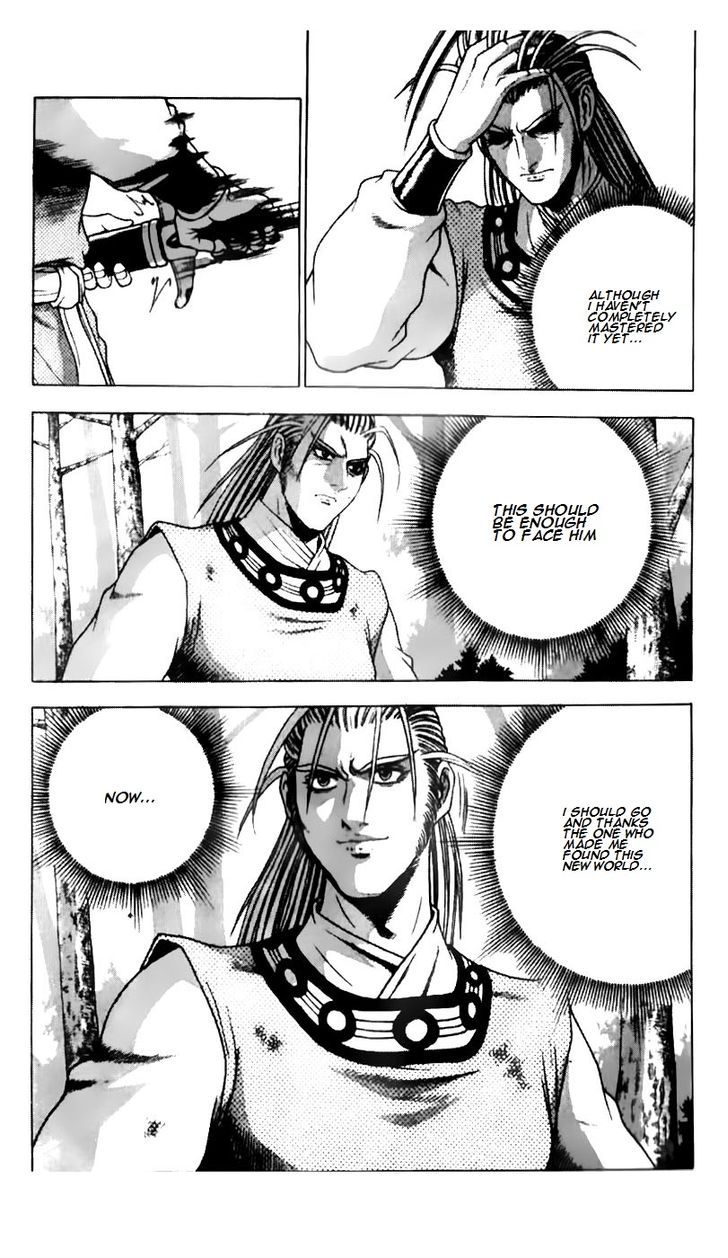 ALTHOUGH
I HAVEN'T
COMPLETELY
MASTERED
IT YET...
THIS SHOULD
BE ENOUGH
TO FACE HIM
NOW...
I SHOULD GO
AND THANKS
THE ONE WHO
MADE ME
FOUND THIS
NEW WORLD...